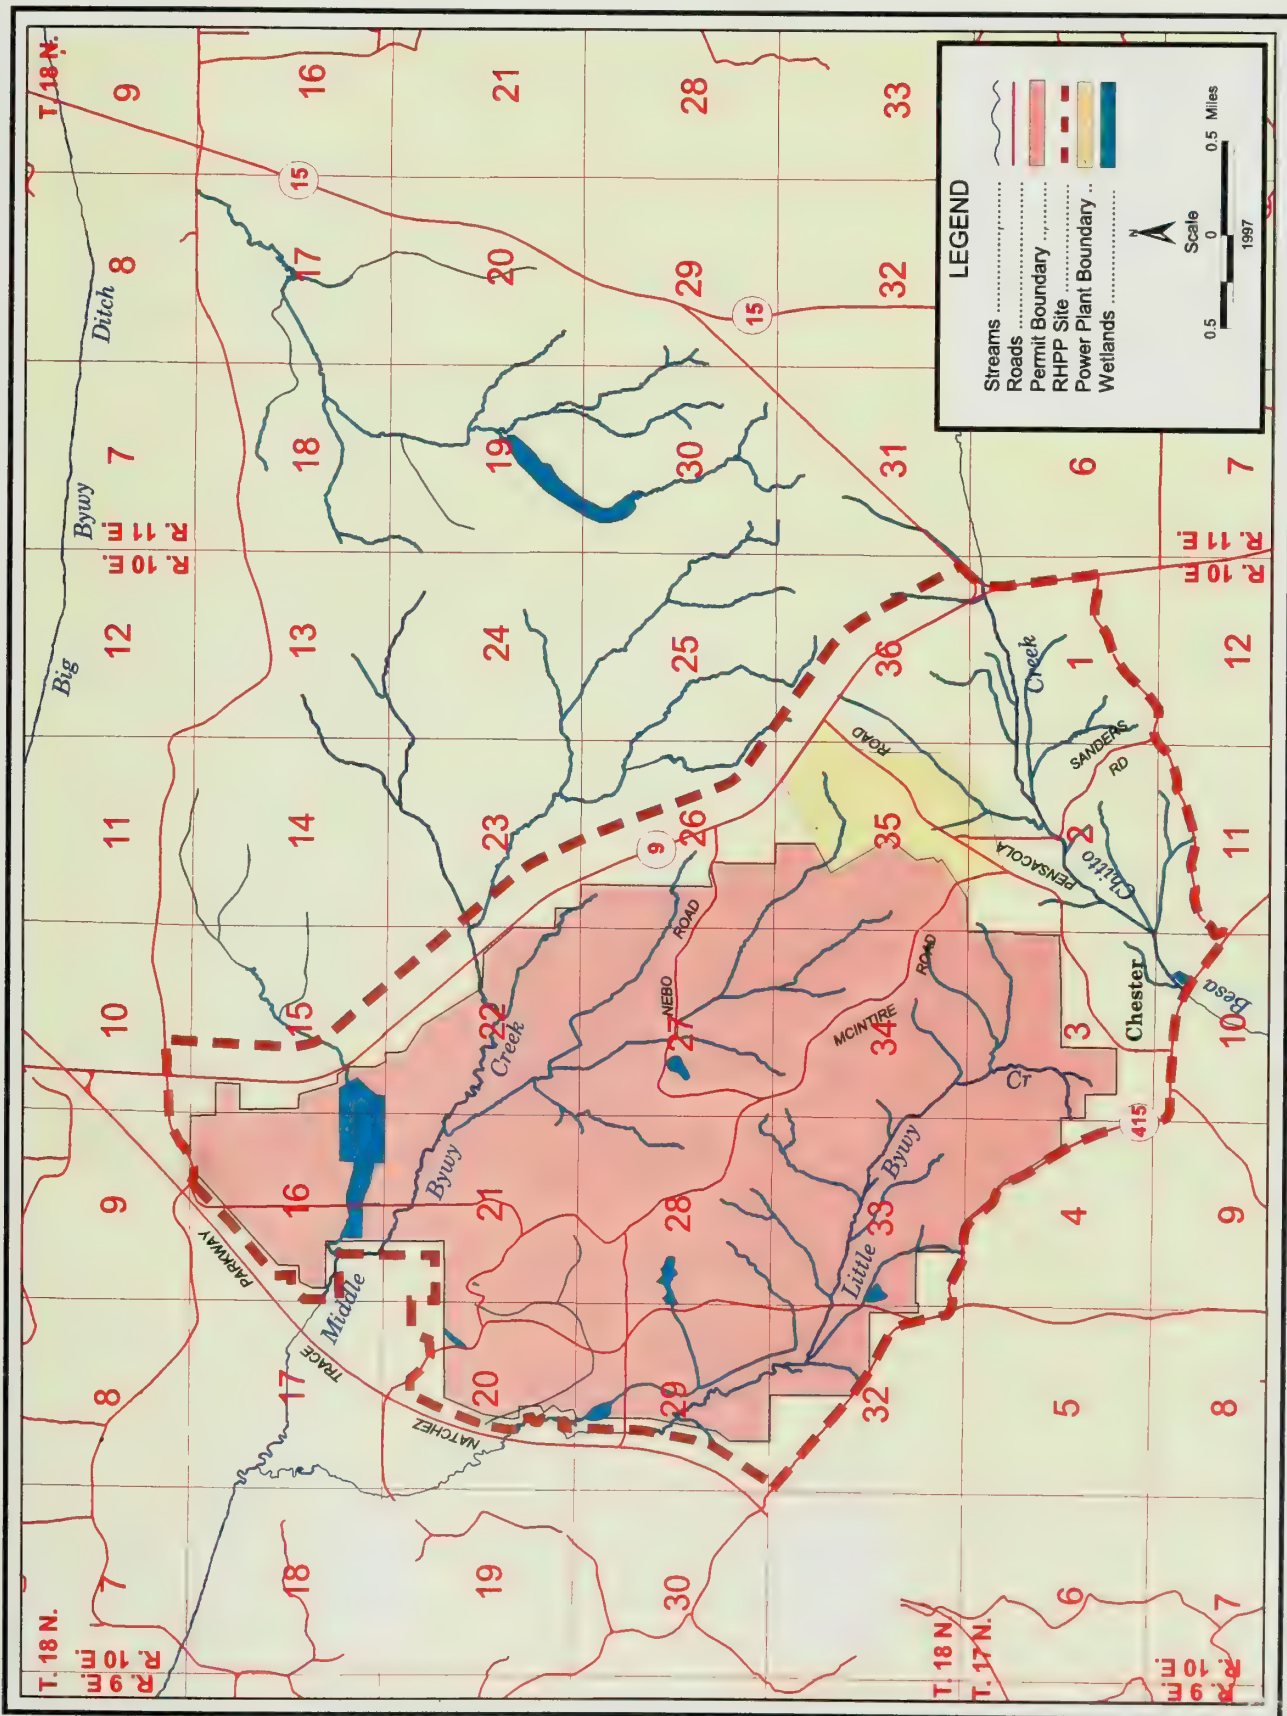 T. 18 N.
R. 9 E.
R. 10 E.
7
8
9
10
11
12
R. 10 E.
R. 11 E.
7
8
9
T. 18 N.
Big
Bywy
Ditch
18
17
16
15
14
13
18
17
16
15
PARKWAY
TRACE
NATCHEZ
Middle
Bywy
Creek
19
20
21
22
23
24
19
20
21
30
29
28
27
26
25
30
29
28
9
15
NEBO
ROAD
MCINTIRE
ROAD
ROAD
PENSACOLA
32
33
34
35
36
31
32
33
Little
Bywy
Cr
T. 18 N.
T. 17 N.
6
5
4
3
2
1
6
SANDERS
RD
Creek
Chitto
Besa
Chester
415
7
8
9
10
11
12
7
R. 9 E.
R. 10 E.
R. 10 E.
R. 11 E.
LEGEND
Streams
Roads
Permit Boundary
RHPP Site
Power Plant Boundary
Wetlands
N
Scale
0.5 0 0.5 Miles
1997